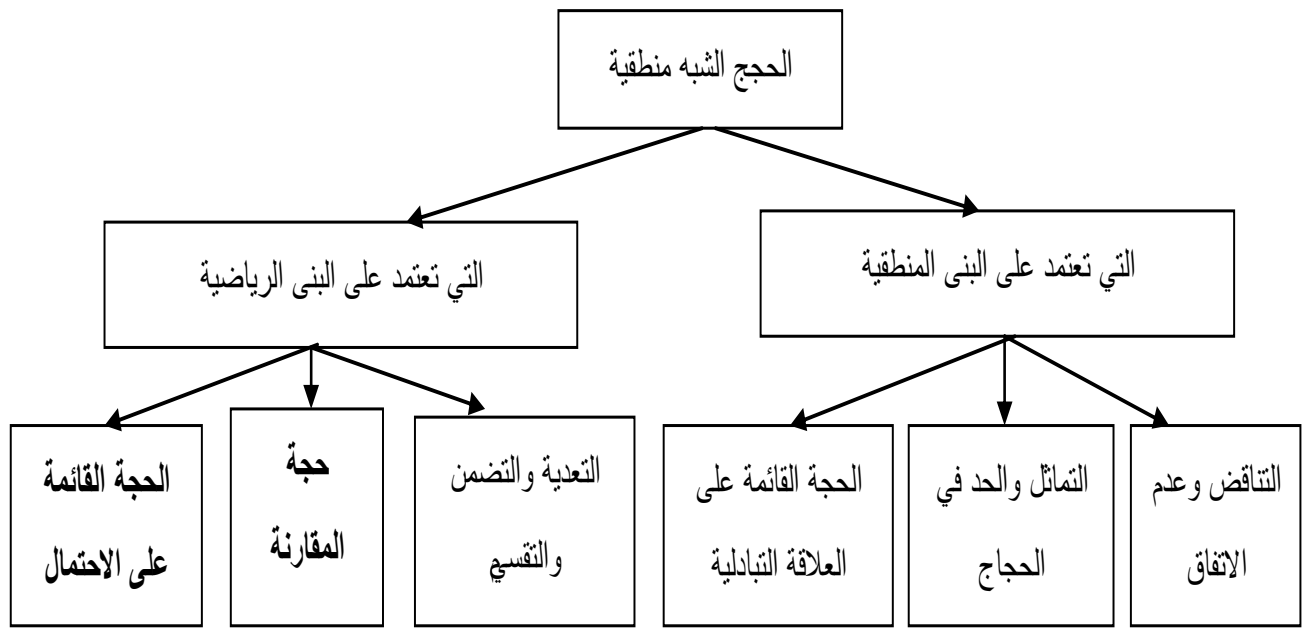 الحجج الشبه منطقية
التي تعتمد على البنى المنطقية
التي تعتمد على البنى الرياضية
التناقض وعدم
الاتفاق
التماثل والحد في
الحجاج
الحجة القائمة على
العلاقة التبادلية
التعدية والتضمن
والتقسيم
حجة
المقارنة
الحجة القائمة
على الاحتمال